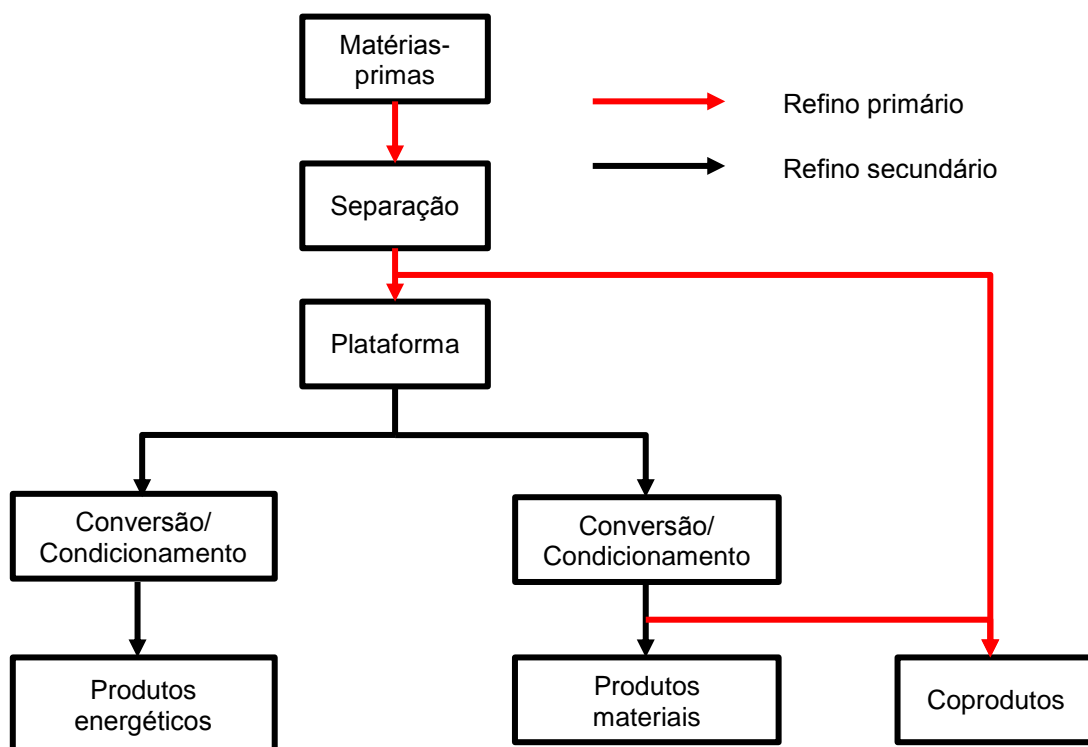 Matérias-
primas
Refino primário
Refino secundário
Separação
Plataforma
Conversão/
Condicionamento
Conversão/
Condicionamento
Produtos
energéticos
Produtos
materiais
Coprodutos